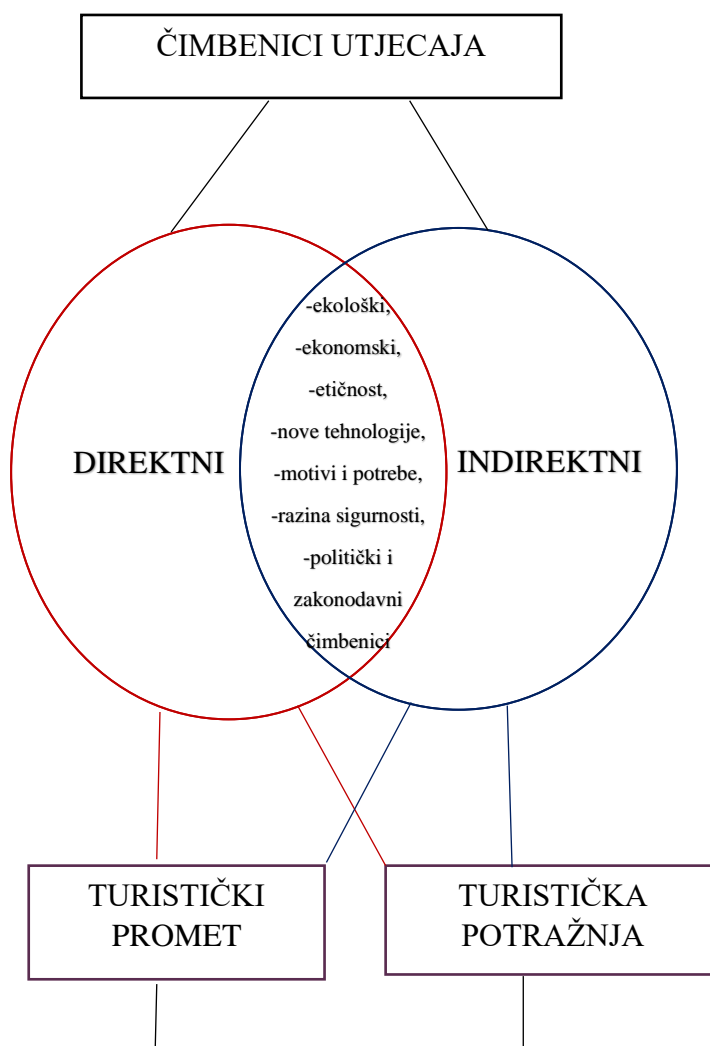 ČIMBENICI UTJECAJA
-ekološki,
-ekonomski,
-etičnost,
-nove tehnologije,
DIREKTNI
-motivi i potrebe,
INDIREKTNI
-razina sigurnosti,
-politički i
zakonodavni
čimbenici
TURISTIČKI
PROMET
TURISTIČKA
POTRAŽNJA